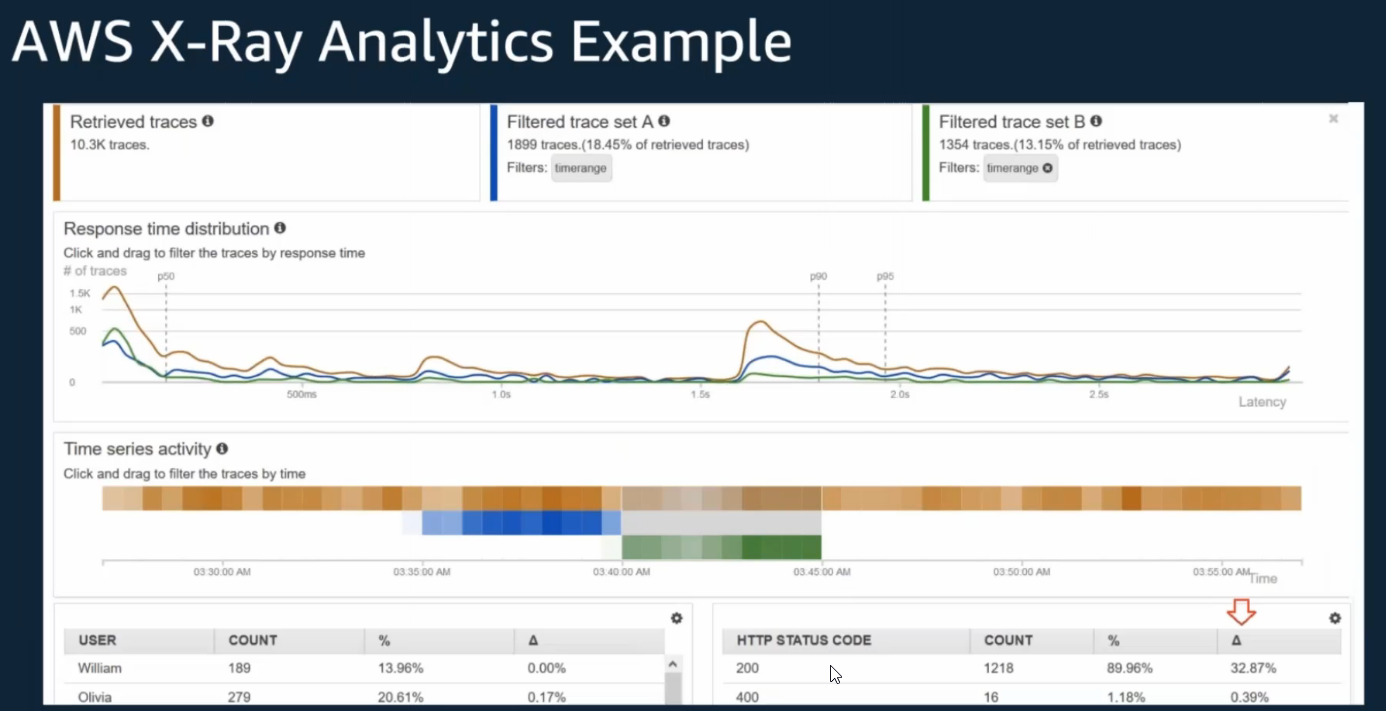 AWS X-Ray Analytics Example
Retrieved traces
10.3K traces.
Filtered trace set A
1899 traces.(18.45% of retrieved traces)
Filters: timerange
Filtered trace set B
1354 traces.(13.15% of retrieved traces)
Filters: timerange
Response time distribution
Click and drag to filter the traces by response time
# of traces
p50 p90 p95
1.5K
1K
500
0
500ms 1.0s 1.5s 2.0s 2.5s
Latency
Time series activity
Click and drag to filter the traces by time
03:30:00 AM 03:35:00 AM 03:40:00 AM 03:45:00 AM 03:50:00 AM 03:55:00 AM
Time
USER COUNT % Δ
William 189 13.96% 0.00%
Olivia 279 20.61% 0.17%
HTTP STATUS CODE COUNT % Δ
200 1218 89.96% 32.87%
400 16 1.18% 0.39%